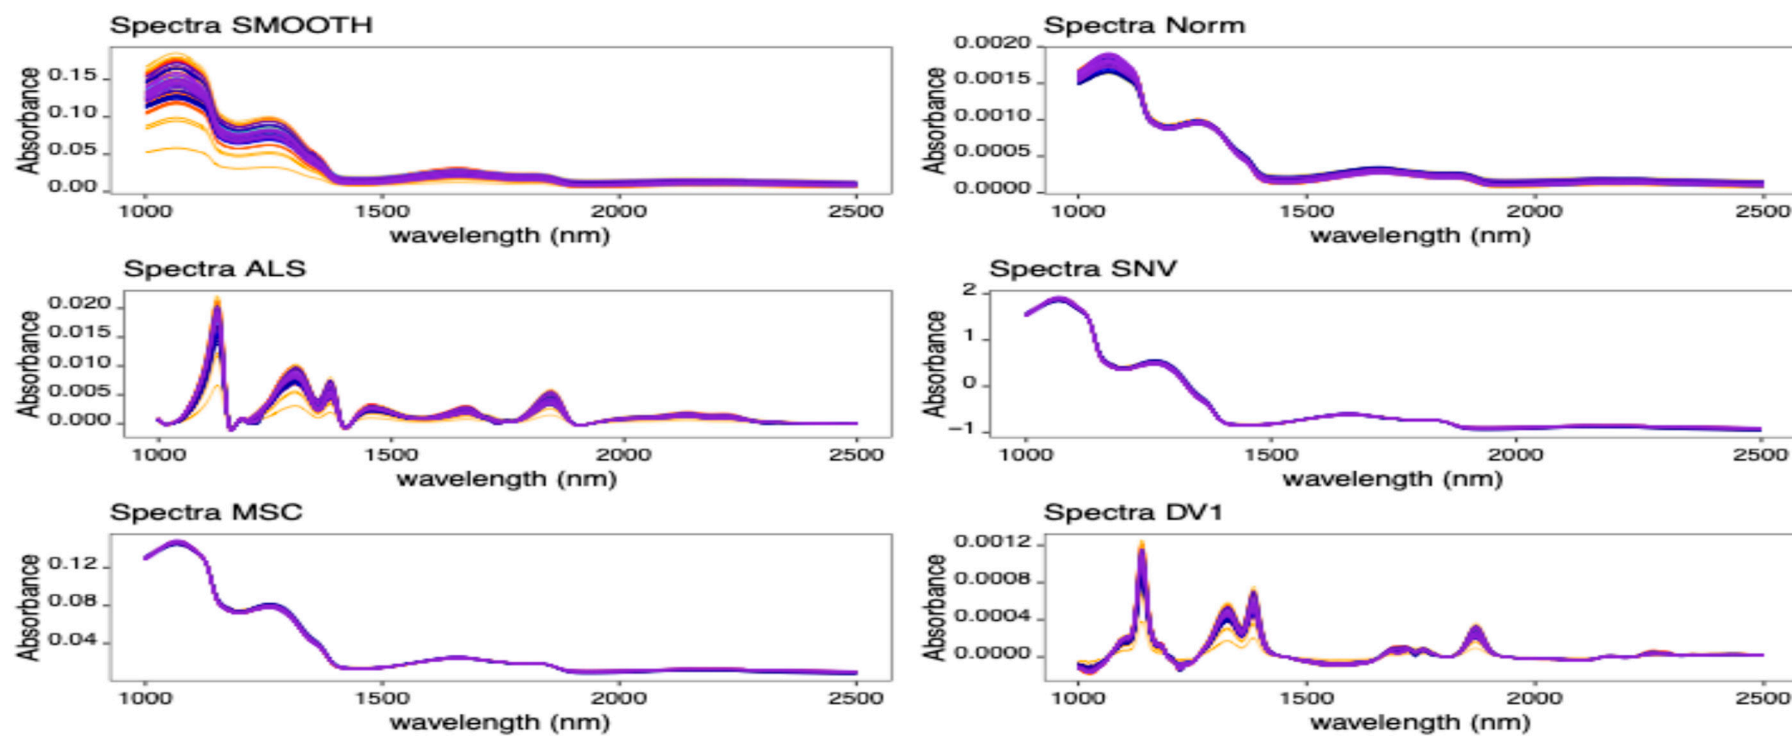 Spectra SMOOTH
Absorbance
0.15
0.10
0.05
0.00
1000 1500 2000 2500
wavelength (nm)
Spectra Norm
Absorbance
0.0020
0.0015
0.0010
0.0005
0.0000
1000 1500 2000 2500
wavelength (nm)
Spectra ALS
Absorbance
0.020
0.015
0.010
0.005
0.000
1000 1500 2000 2500
wavelength (nm)
Spectra SNV
Absorbance
2
1
0
−1
1000 1500 2000 2500
wavelength (nm)
Spectra MSC
Absorbance
0.12
0.08
0.04
1000 1500 2000 2500
wavelength (nm)
Spectra DV1
Absorbance
0.0012
0.0008
0.0004
0.0000
1000 1500 2000 2500
wavelength (nm)